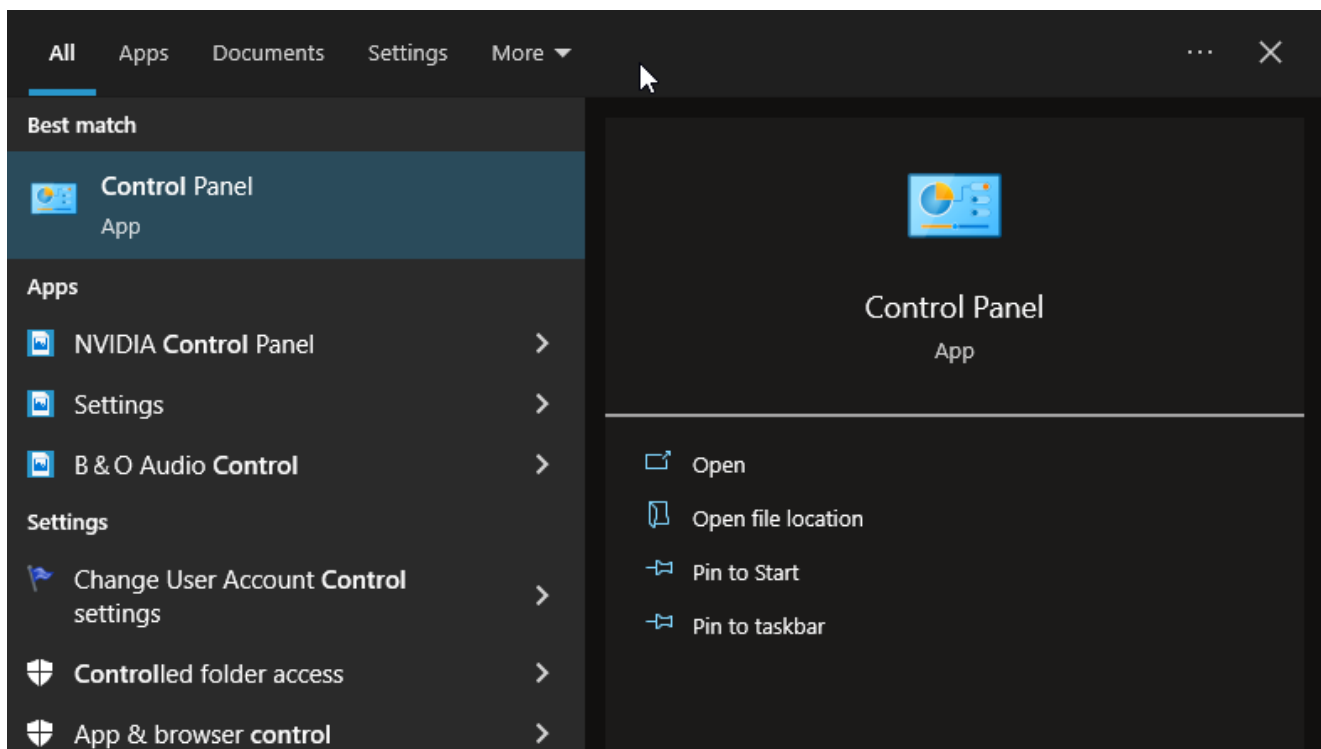 All Apps Documents Settings More
Best match
Control Panel
App
Apps
NVIDIA Control Panel
Settings
B & O Audio Control
Settings
Change User Account Control
settings
Controlled folder access
App & browser control
Control Panel
App
Open
Open file location
Pin to Start
Pin to taskbar